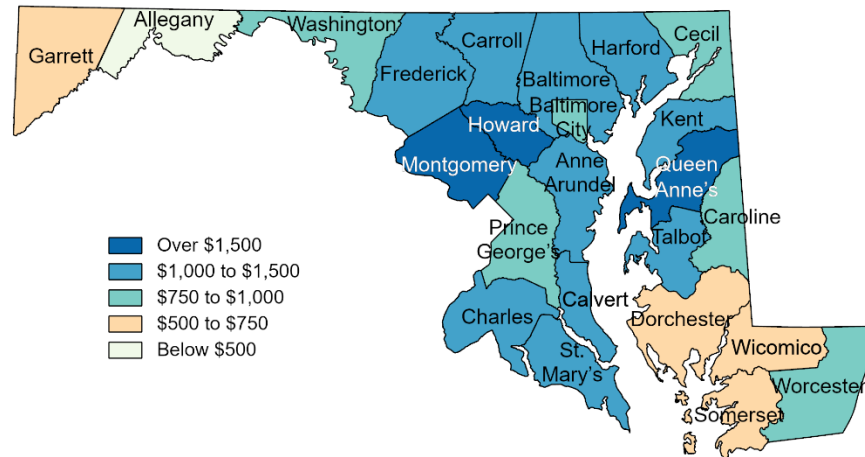 Garrett
Allegany
Washington
Frederick
Carroll
Baltimore
Harford
Cecil
Baltimore
City
Howard
Montgomery
Anne
Arundel
Kent
Queen
Anne's
Caroline
Talbot
Prince
George's
Calvert
Charles
St.
Mary's
Dorchester
Wicomico
Worcester
Somerset
Over $1,500
$1,000 to $1,500
$750 to $1,000
$500 to $750
Below $500